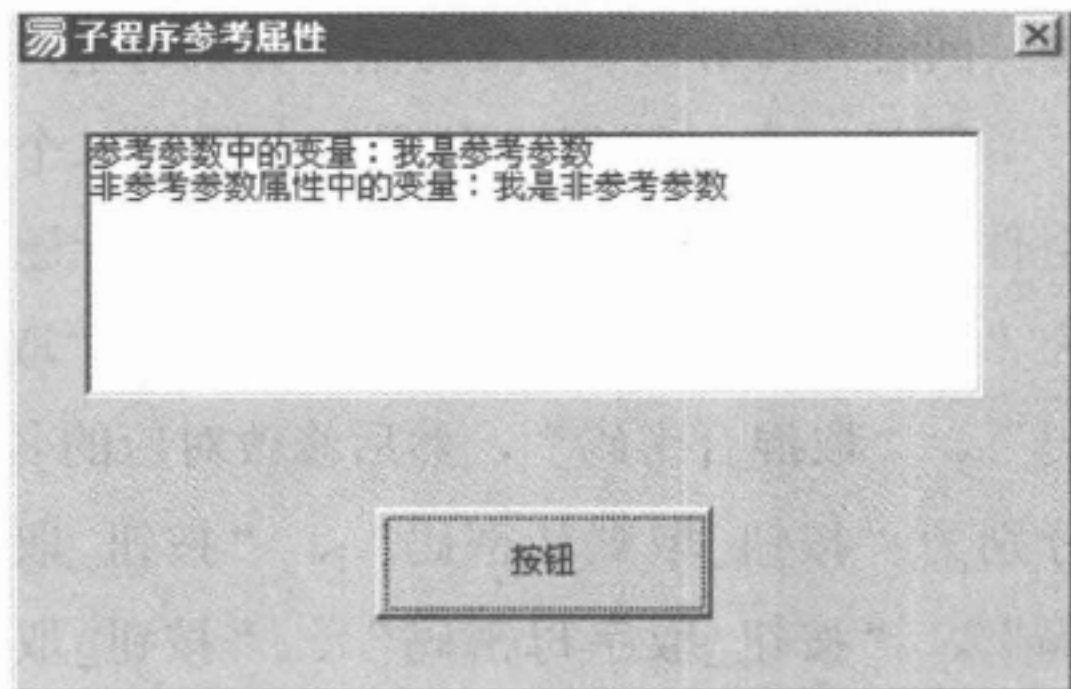 易 子程序参考属性
参考参数中的变量：我是参考参数
非参考参数属性中的变量：我是非参考参数
按钮